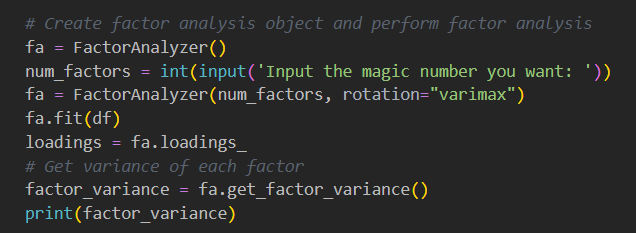 # Create factor analysis object and perform factor analysis
fa = FactorAnalyzer()
num_factors = int(input('Input the magic number you want: '))
fa = FactorAnalyzer(num_factors, rotation="varimax")
fa.fit(df)
loadings = fa.loadings_
# Get variance of each factor
factor_variance = fa.get_factor_variance()
print(factor_variance)